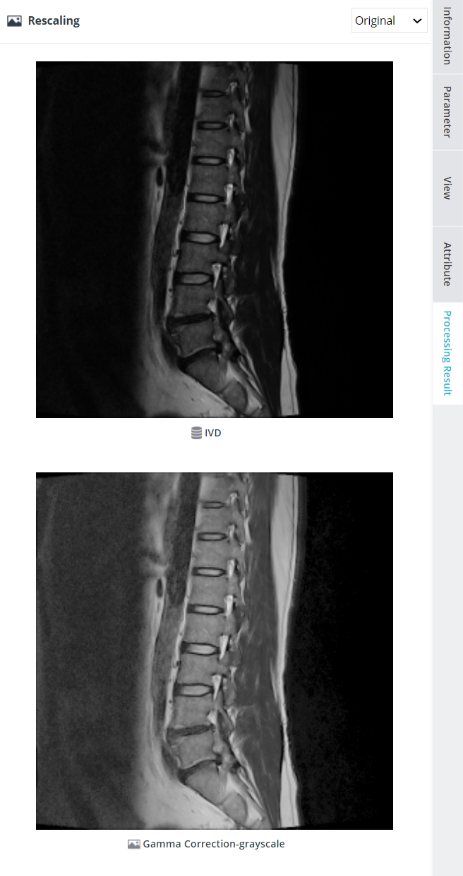 Rescaling
Original
Information
Parameter
View
Attribute
Processing Result
IVD
Gamma Correction-grayscale